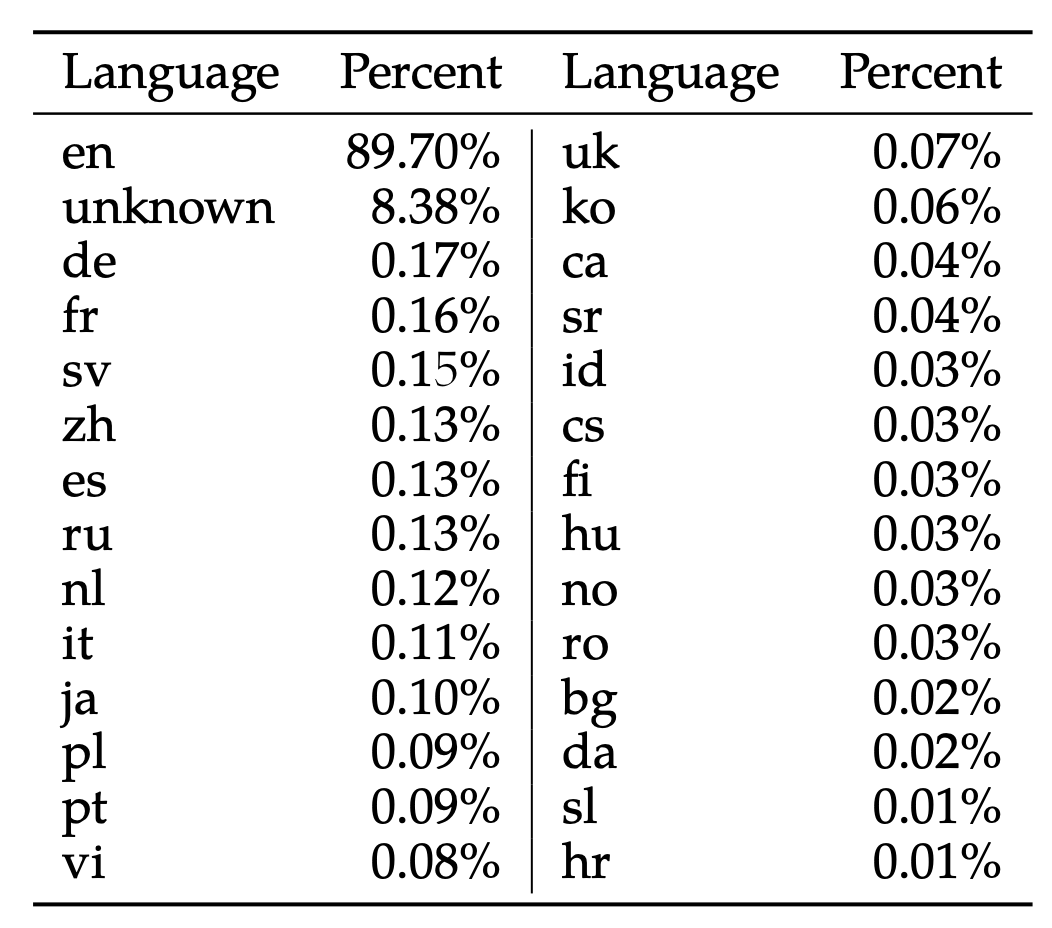 Language Percent Language Percent
en 89.70% uk 0.07%
unknown 8.38% ko 0.06%
de 0.17% ca 0.04%
fr 0.16% sr 0.04%
sv 0.15% id 0.03%
zh 0.13% cs 0.03%
es 0.13% fi 0.03%
ru 0.13% hu 0.03%
nl 0.12% no 0.03%
it 0.11% ro 0.03%
ja 0.10% bg 0.02%
pl 0.09% da 0.02%
pt 0.09% sl 0.01%
vi 0.08% hr 0.01%